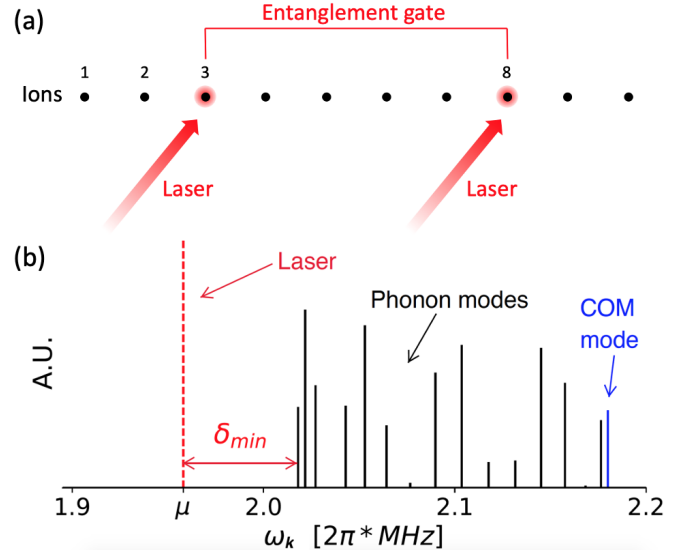 (a)
Entanglement gate
1 2 3 8
Ions
Laser Laser
(b)
Laser
Phonon modes
COM
mode
A.U.
δmin
1.9 μ 2.0 2.1 2.2
ωk [2π* MHz]